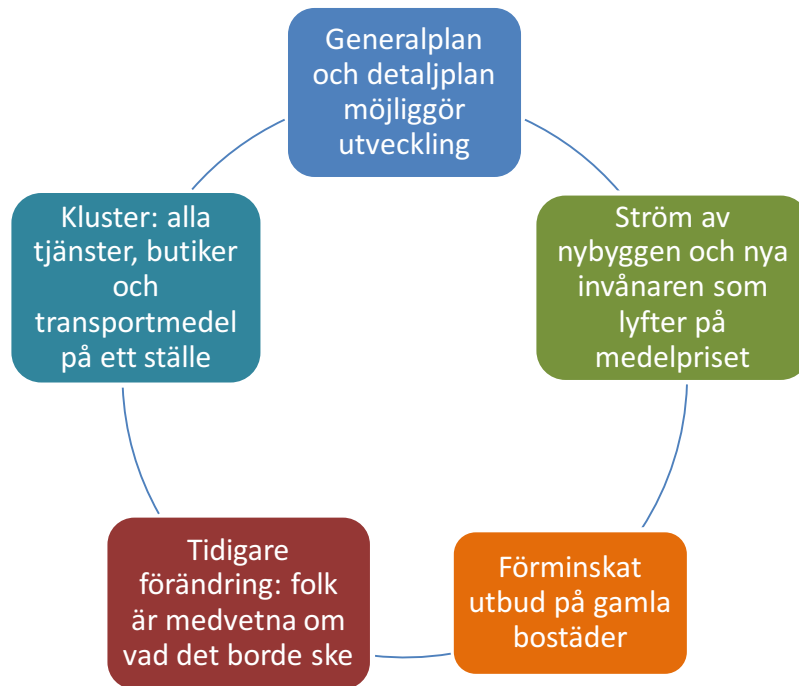 Generalplan
och detaljplan
möjliggör
utveckling
Ström av
nybyggen och nya
invånaren som
lyfter på
medelpriset
Förminskat
utbud på gamla
bostäder
Tidigare
förändring: folk
är medvetna om
vad det borde ske
Kluster: alla
tjänster, butiker
och
transportmedel
på ett ställe